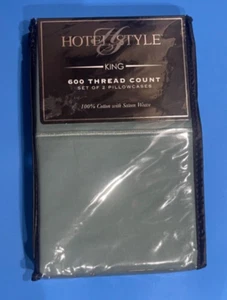 HOTEL STYLE
KING
600 THREAD COUNT
SET OF 2 PILLOWCASES
100% Cotton with Sateen Weave